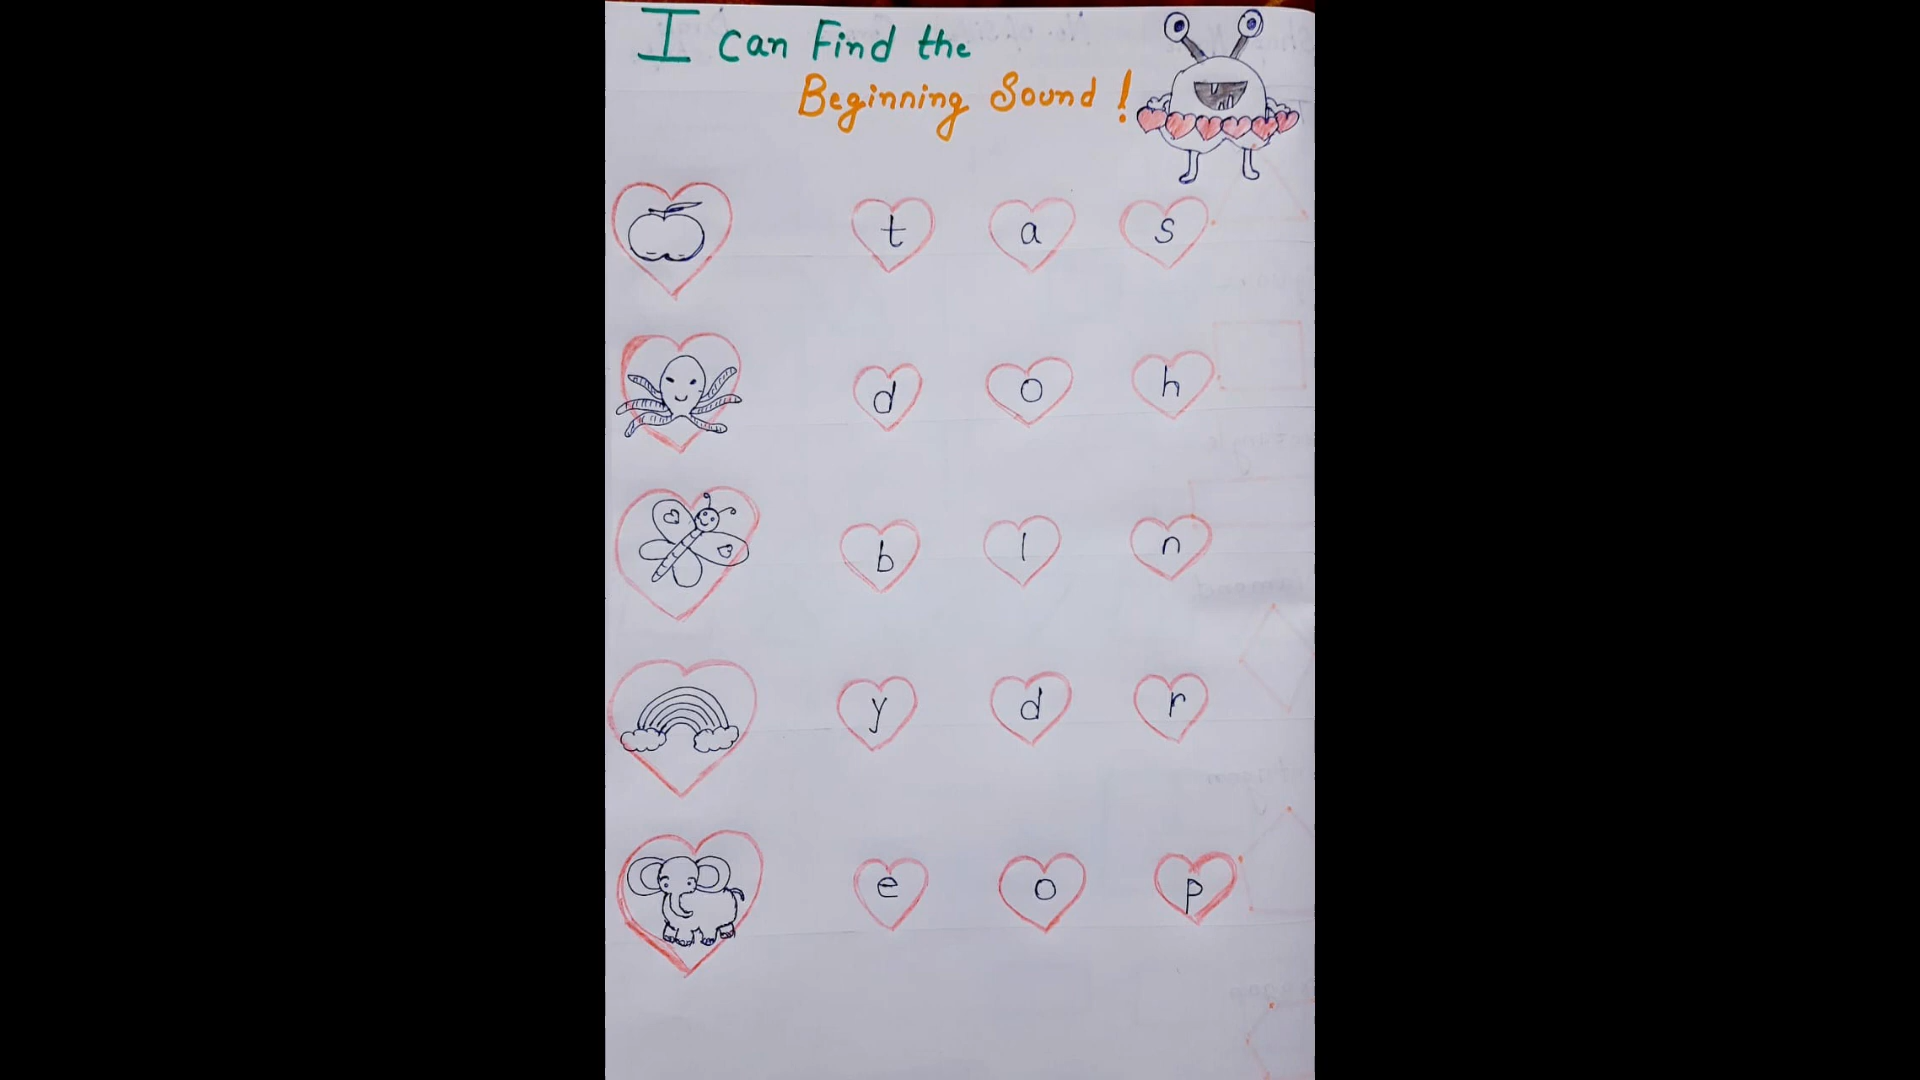 I can Find the
Beginning Sound !
t a s
d o h
b l n
y d r
e o p